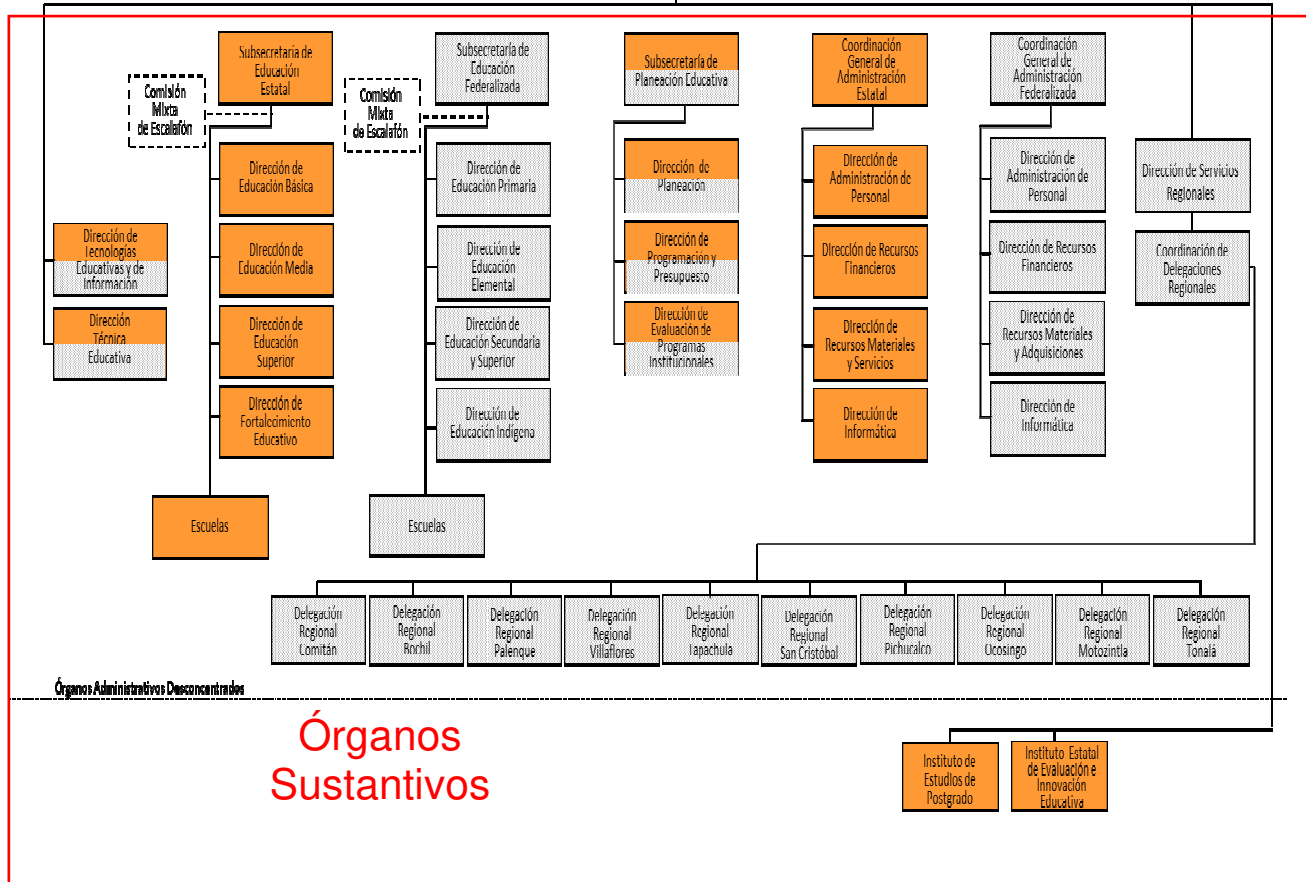 Subsecretaría de
Educación
Estatal
Subsecretaría de
Educación
Federalizada
Subsecretaría de
Planeación Educativa
Coordinación
General de
Administración
Estatal
Coordinación
General de
Administración
Federalizada
Comisión
Mixta
de Escalafón
Comisión
Mixta
de Escalafón
Dirección de
Educación Básica
Dirección de
Educación Primaria
Dirección de
Planeación
Dirección de
Administración de
Personal
Dirección de
Administración de
Personal
Dirección de Servicios
Regionales
Dirección de
Tecnologías
Educativas y de
Información
Dirección de
Educación Media
Dirección de
Educación
Elemental
Dirección de
Programación y
Presupuesto
Dirección de Recursos
Financieros
Dirección de Recursos
Financieros
Coordinación de
Delegaciones
Regionales
Dirección
Técnica
Educativa
Dirección de
Educación
Superior
Dirección de
Educación Secundaria
y Superior
Dirección de
Evaluación de
Programas
Institucionales
Dirección de
Recursos Materiales
y Servicios
Dirección de
Recursos Materiales
y Adquisiciones
Dirección de
Fortalecimiento
Educativo
Dirección de
Educación Indígena
Dirección de
Informática
Dirección de
Informática
Escuelas
Escuelas
Delegación
Regional
Comitán
Delegación
Regional
Bochil
Delegación
Regional
Palenque
Delegación
Regional
Villaflores
Delegación
Regional
Tapachula
Delegación
Regional
San Cristóbal
Delegación
Regional
Pichucalco
Delegación
Regional
Ocosingo
Delegación
Regional
Motozintla
Delegación
Regional
Tonalá
Órganos Administrativos Desconcentrados
Órganos
Sustantivos
Instituto de
Estudios de
Postgrado
Instituto Estatal
de Evaluación e
Innovación
Educativa